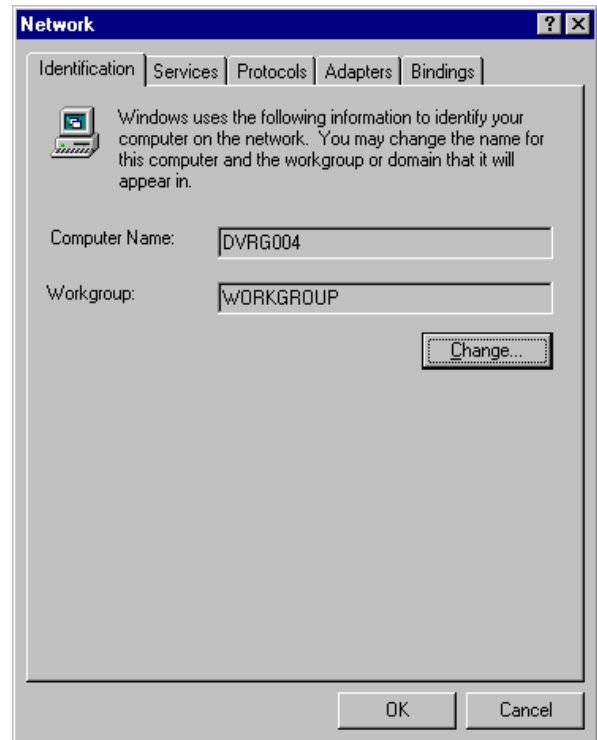 Network
Identification Services Protocols Adapters Bindings
Windows uses the following information to identify your
computer on the network. You may change the name for
this computer and the workgroup or domain that it will
appear in.
Computer Name: DVRG004
Workgroup: WORKGROUP
Change...
OK Cancel